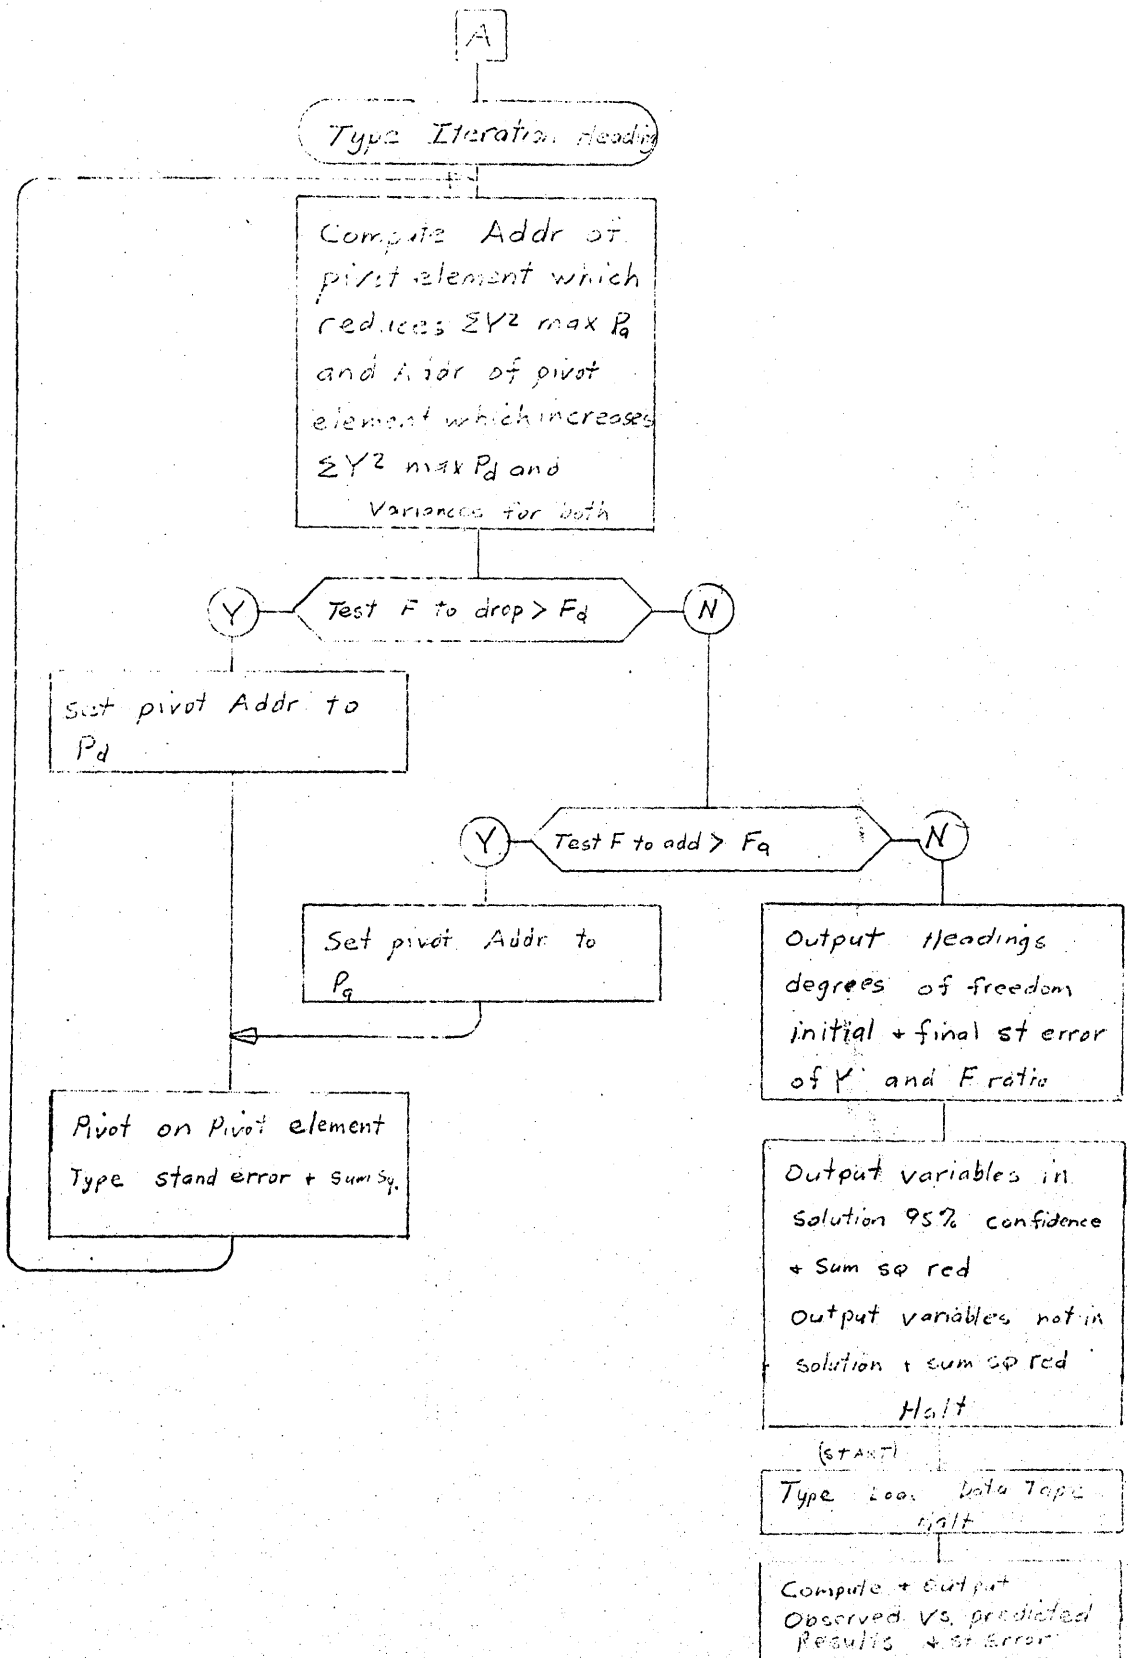 A
Type Iteration Heading
Compute Addr of
pivot element which
reduces ΣY² max Pa
and Addr of pivot
element which increases
ΣY² max Pd and
Variances for both
Y
Test F to drop > Fd
N
Set pivot Addr. to
Pd
Y
Test F to add > Fa
N
Set pivot Addr. to
Pa
Output Headings
degrees of freedom
initial + final st error
of Y and F ratio
Pivot on Pivot element
Type stand error + Sum Sq.
Output variables in
Solution 95% confidence
+ Sum sq red
Output variables not in
solution + sum sq red
Halt
(START)
Type Load Data Tape
Halt
Compute + Output
Observed Vs. predicted
Results + St Error